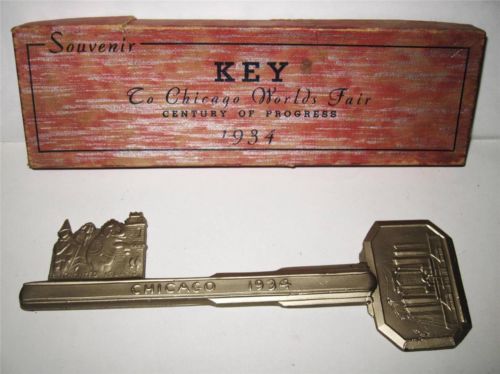 Souvenir
KEY
To Chicago Worlds Fair
CENTURY OF PROGRESS
1934
CHICAGO 1934